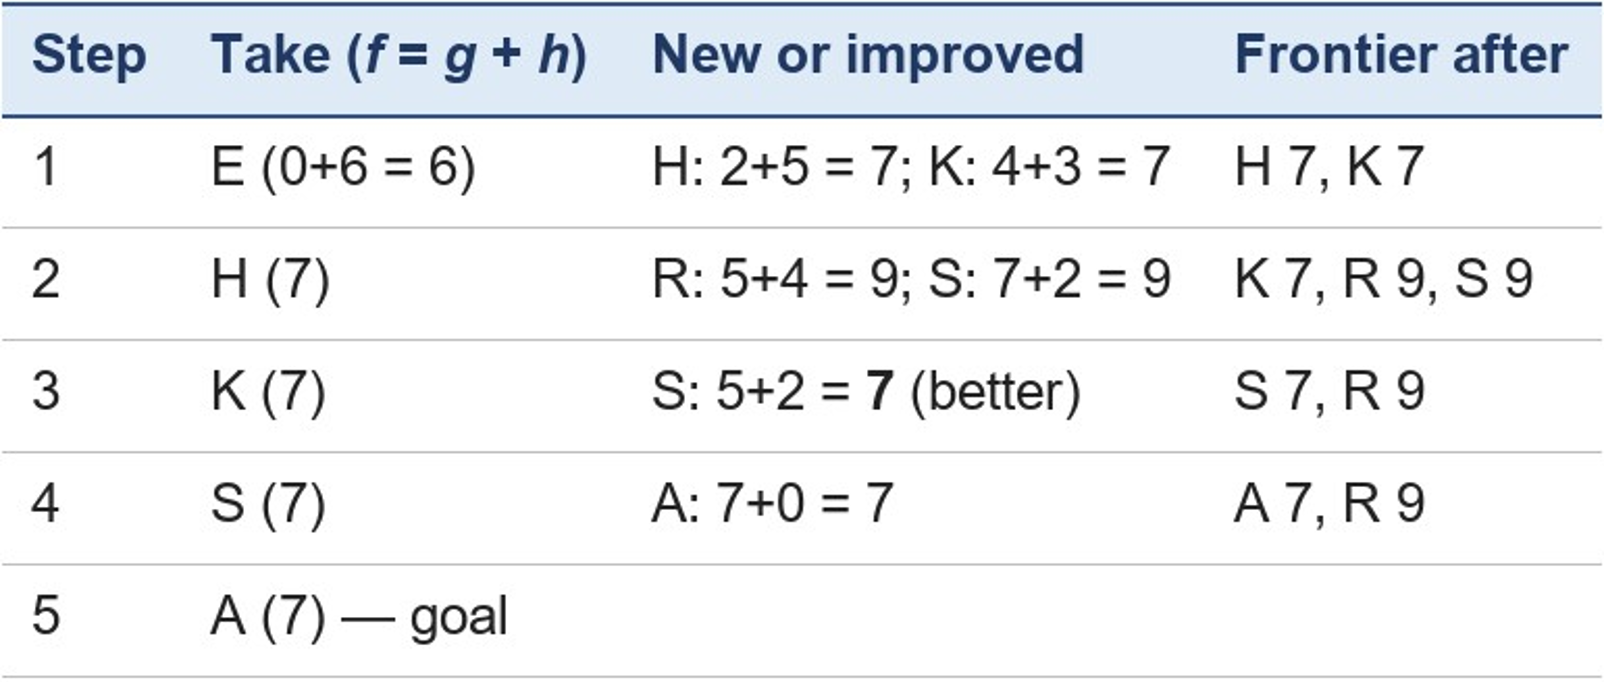 Step Take (f = g + h) New or improved Frontier after
1 E (0+6 = 6) H: 2+5 = 7; K: 4+3 = 7 H 7, K 7
2 H (7) R: 5+4 = 9; S: 7+2 = 9 K 7, R 9, S 9
3 K (7) S: 5+2 = 7 (better) S 7, R 9
4 S (7) A: 7+0 = 7 A 7, R 9
5 A (7) — goal